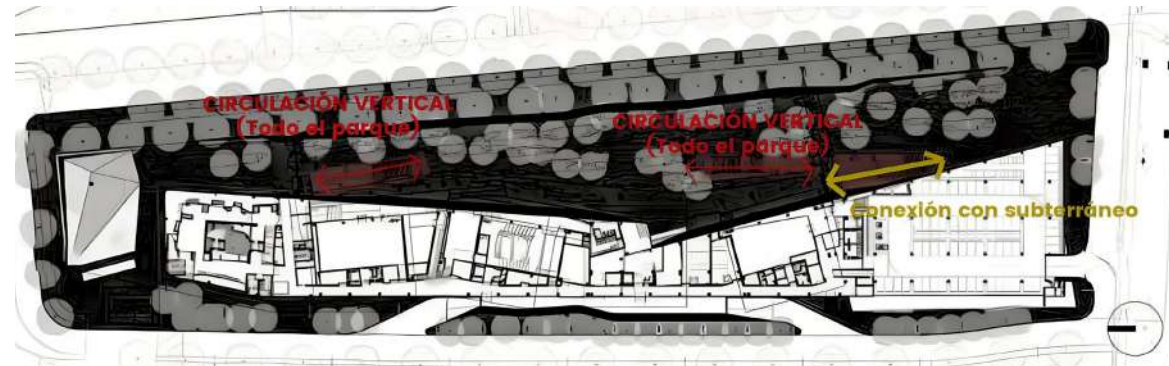 CIRCULACIÓN VERTICAL
(Todo el parque)
CIRCULACIÓN VERTICAL
(Todo el parque)
Conexión con subterráneo